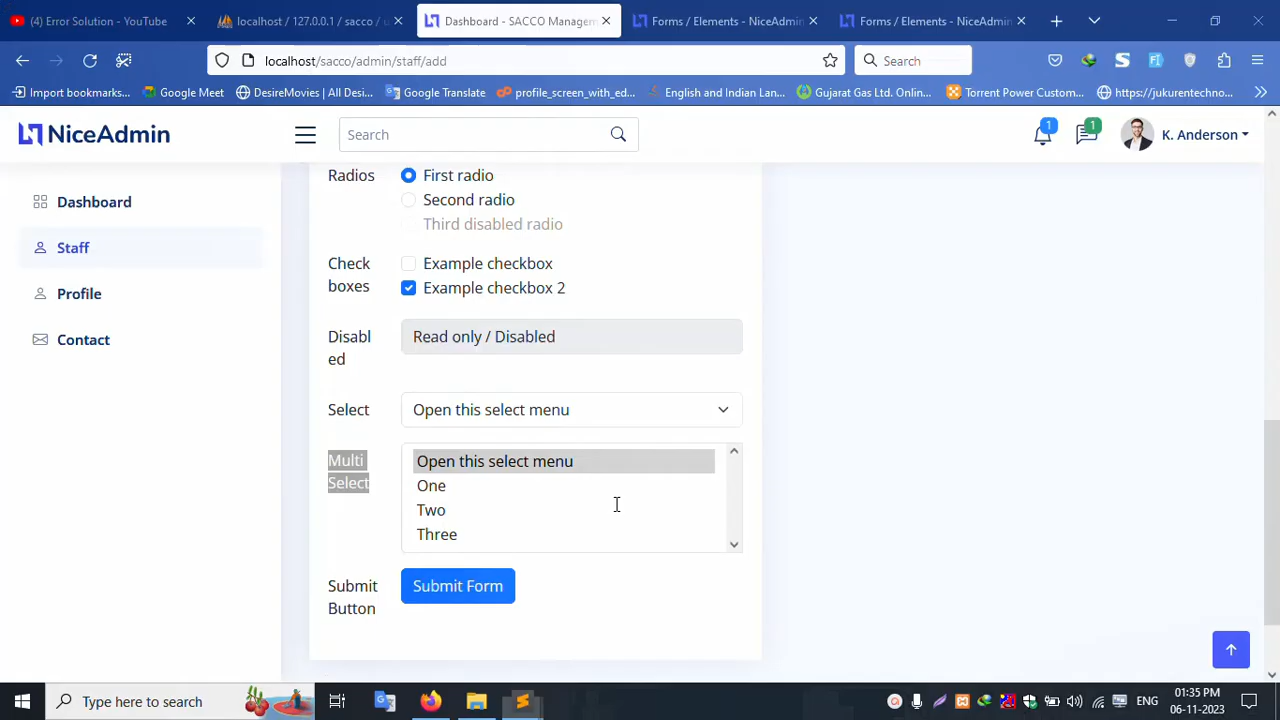 (4) Error Solution - YouTube
localhost / 127.0.0.1 / sacco / u
Dashboard - SACCO Managem
Forms / Elements - NiceAdmin
Forms / Elements - NiceAdmin
localhost/sacco/admin/staff/add
Search
Import bookmarks...
Google Meet
DesireMovies | All Desi...
Google Translate
profile_screen_with_ed...
English and Indian Lan...
Gujarat Gas Ltd. Onlin...
Torrent Power Custom...
https://jukurentechno...
NiceAdmin
Search
1
1
K. Anderson
Dashboard
Staff
Profile
Contact
Radios
First radio
Second radio
Third disabled radio
Check
boxes
Example checkbox
Example checkbox 2
Disabl
ed
Read only / Disabled
Select
Open this select menu
Multi
Select
Open this select menu
One
Two
Three
Submit
Button
Submit Form
Type here to search
ENG
01:35 PM
06-11-2023